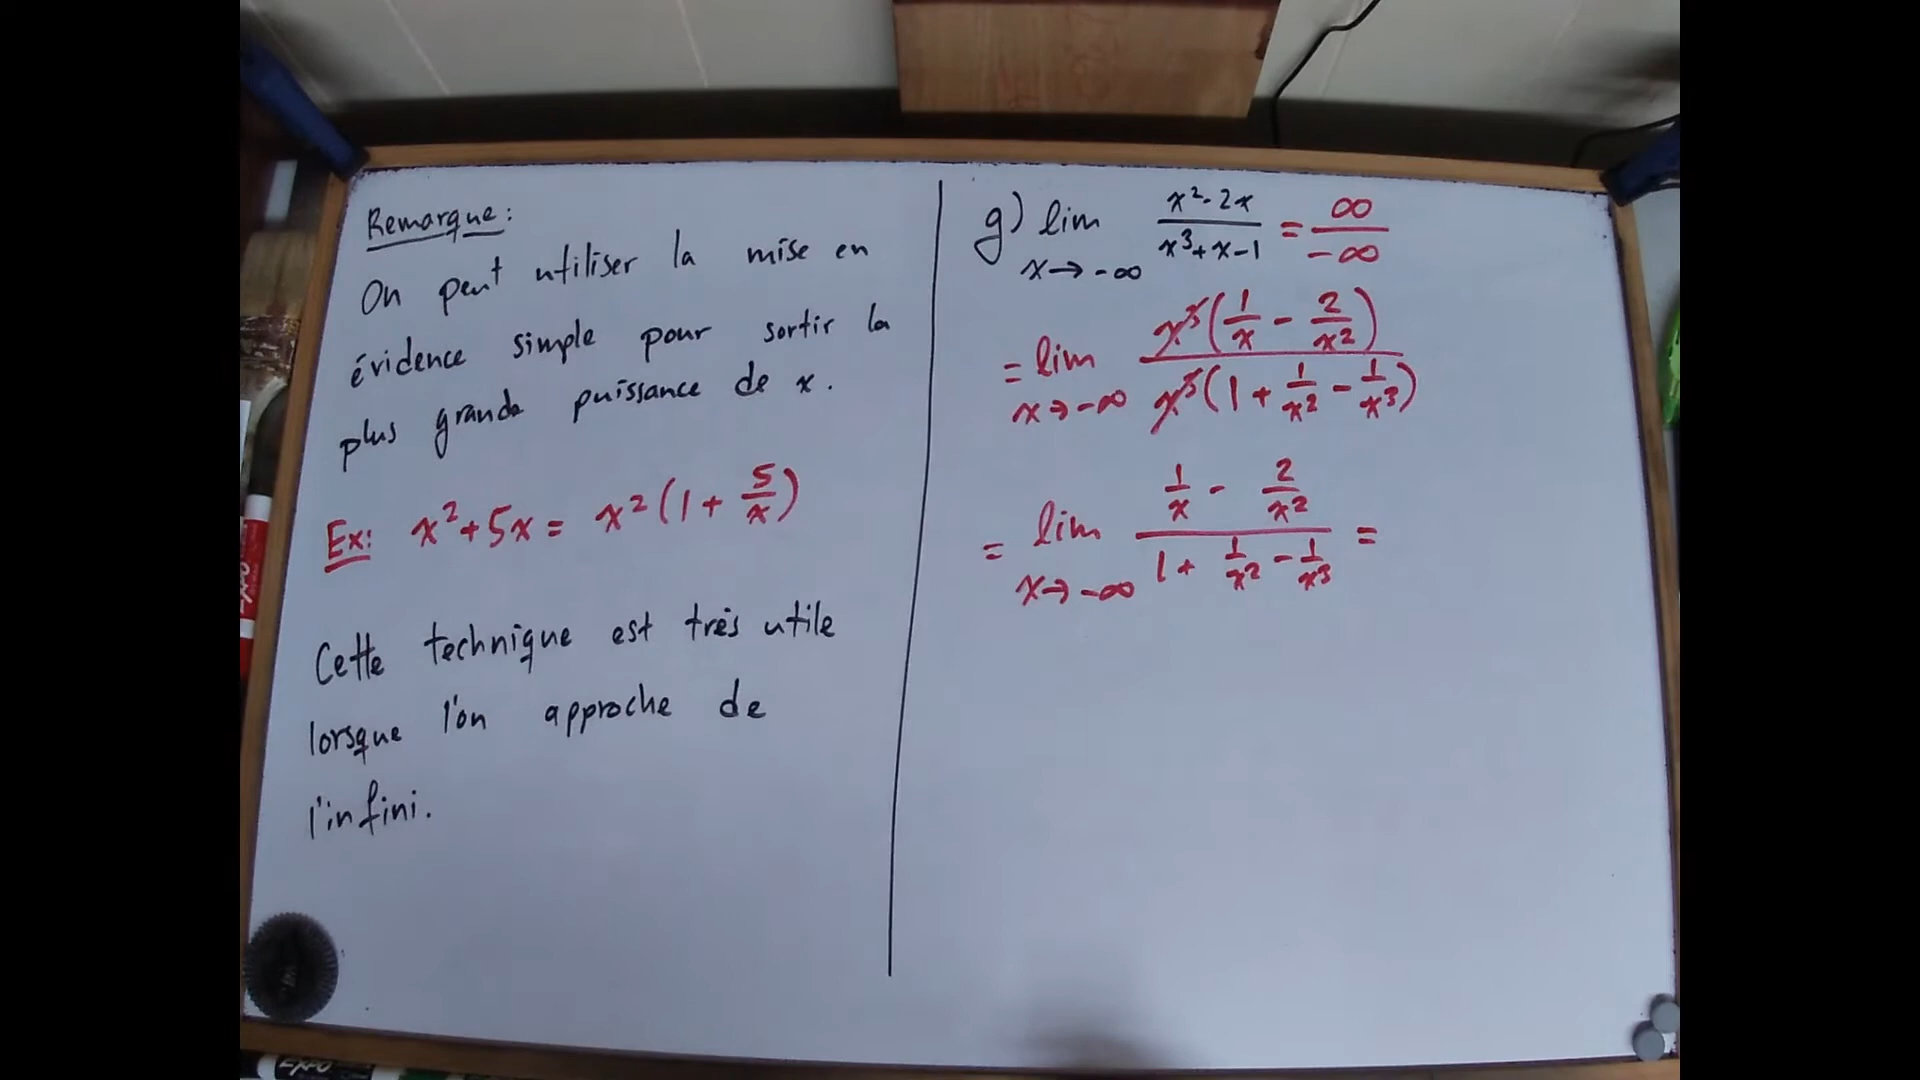 Remarque:
On peut utiliser la mise en
évidence simple pour sortir la
plus grande puissance de x.
Ex: x²+5x = x²(1 + 5/x)
Cette technique est très utile
lorsque l'on approche de
l'infini.
g) lim x→-∞ (x²-2x)/(x³+x-1) = ∞/-∞
= lim x→-∞ x³(1/x - 2/x²)/x³(1 + 1/x² - 1/x³)
= lim x→-∞ (1/x - 2/x²)/(1 + 1/x² - 1/x³) =
EXPO